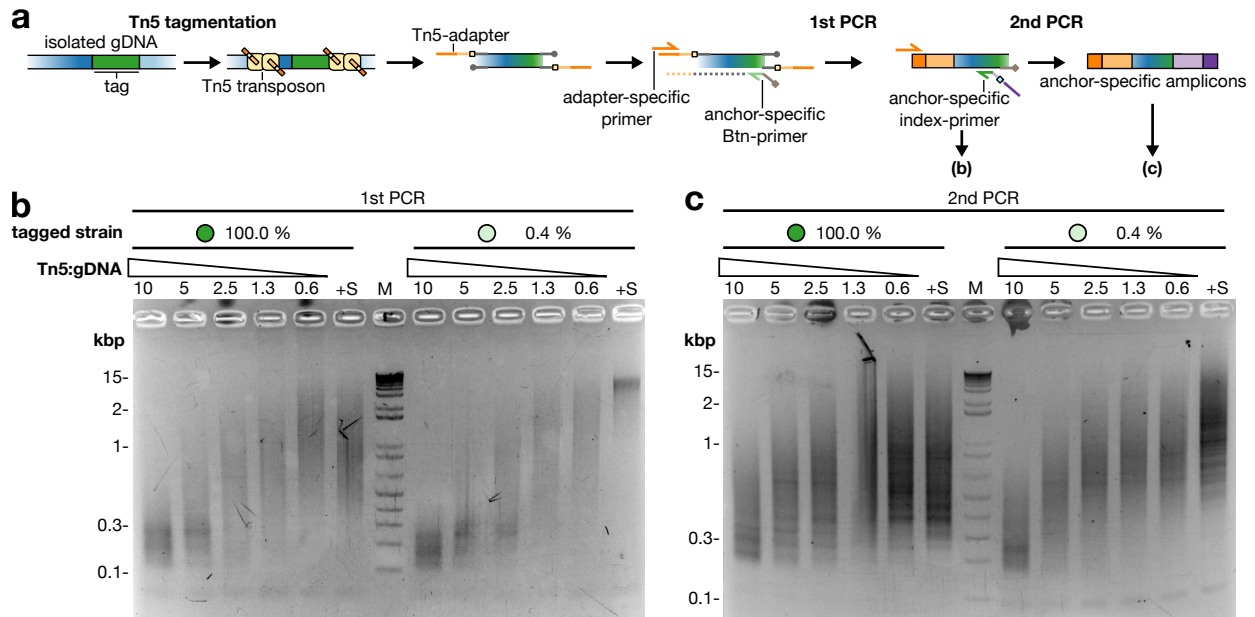 a
Tn5 tagmentation
1st PCR
2nd PCR
isolated gDNA
tag
Tn5 transposon
Tn5-adapter
adapter-specific
primer
anchor-specific
Btn-primer
anchor-specific
index-primer
anchor-specific amplicons
(b)
(c)
b
1st PCR
tagged strain
100.0 %
0.4 %
Tn5:gDNA
10 5 2.5 1.3 0.6 +S M 10 5 2.5 1.3 0.6 +S
kbp
15-
2-
1-
0.3-
0.1-
c
2nd PCR
100.0 %
0.4 %
10 5 2.5 1.3 0.6 +S M 10 5 2.5 1.3 0.6 +S
kbp
15-
2-
1-
0.3-
0.1-